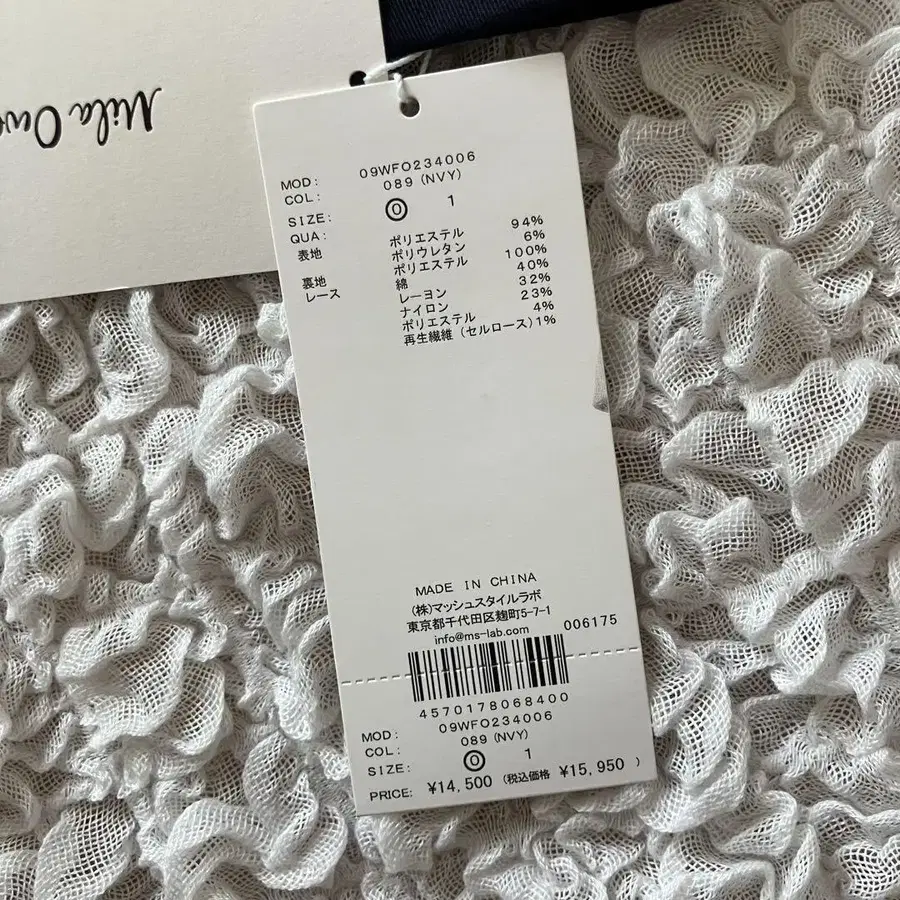 Mila Ow
MOD: 09WFO234006
COL: 089 (NVY)
SIZE: 0 1
QUA:
表地 ポリエステル 94%
ポリウレタン 6%
裏地 ポリエステル 100%
レース 綿 40%
レーヨン 32%
ナイロン 23%
ポリエステル 4%
再生繊維 (セルロース) 1%
MADE IN CHINA
(株)マッシュスタイルラボ
東京都千代田区麹町5-7-1
info@ms-lab.com
006175
4570178068400
MOD: 09WFO234006
COL: 089 (NVY)
SIZE: 0 1
PRICE: ¥14,500 (税込価格 ¥15,950 )